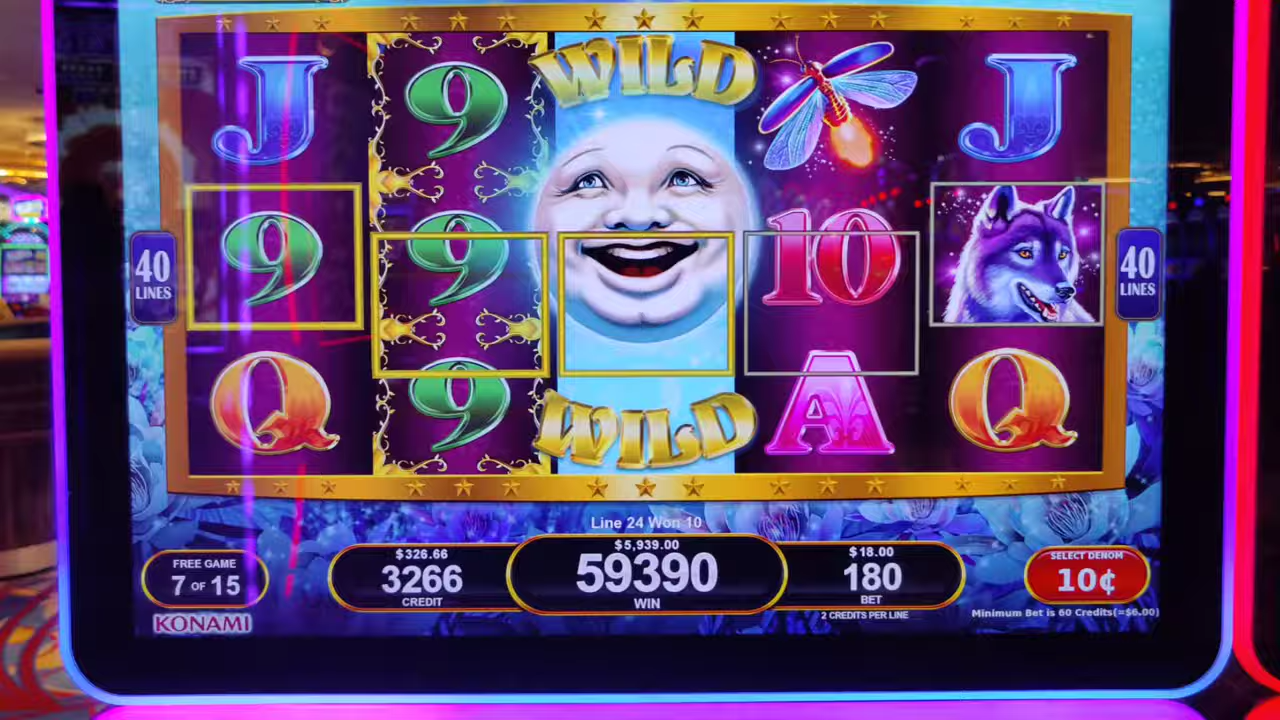 J 9 WILD J
9 9 10
40 LINES
40 LINES
Q 9 WILD A Q
Line 24 Won 10
FREE GAME
7 OF 15
$326.66
3266
CREDIT
$5,939.00
59390
WIN
$18.00
180
BET
2 CREDITS PER LINE
SELECT DENOM
10¢
Minimum Bet is 60 Credits(=$6.00)
KONAMI